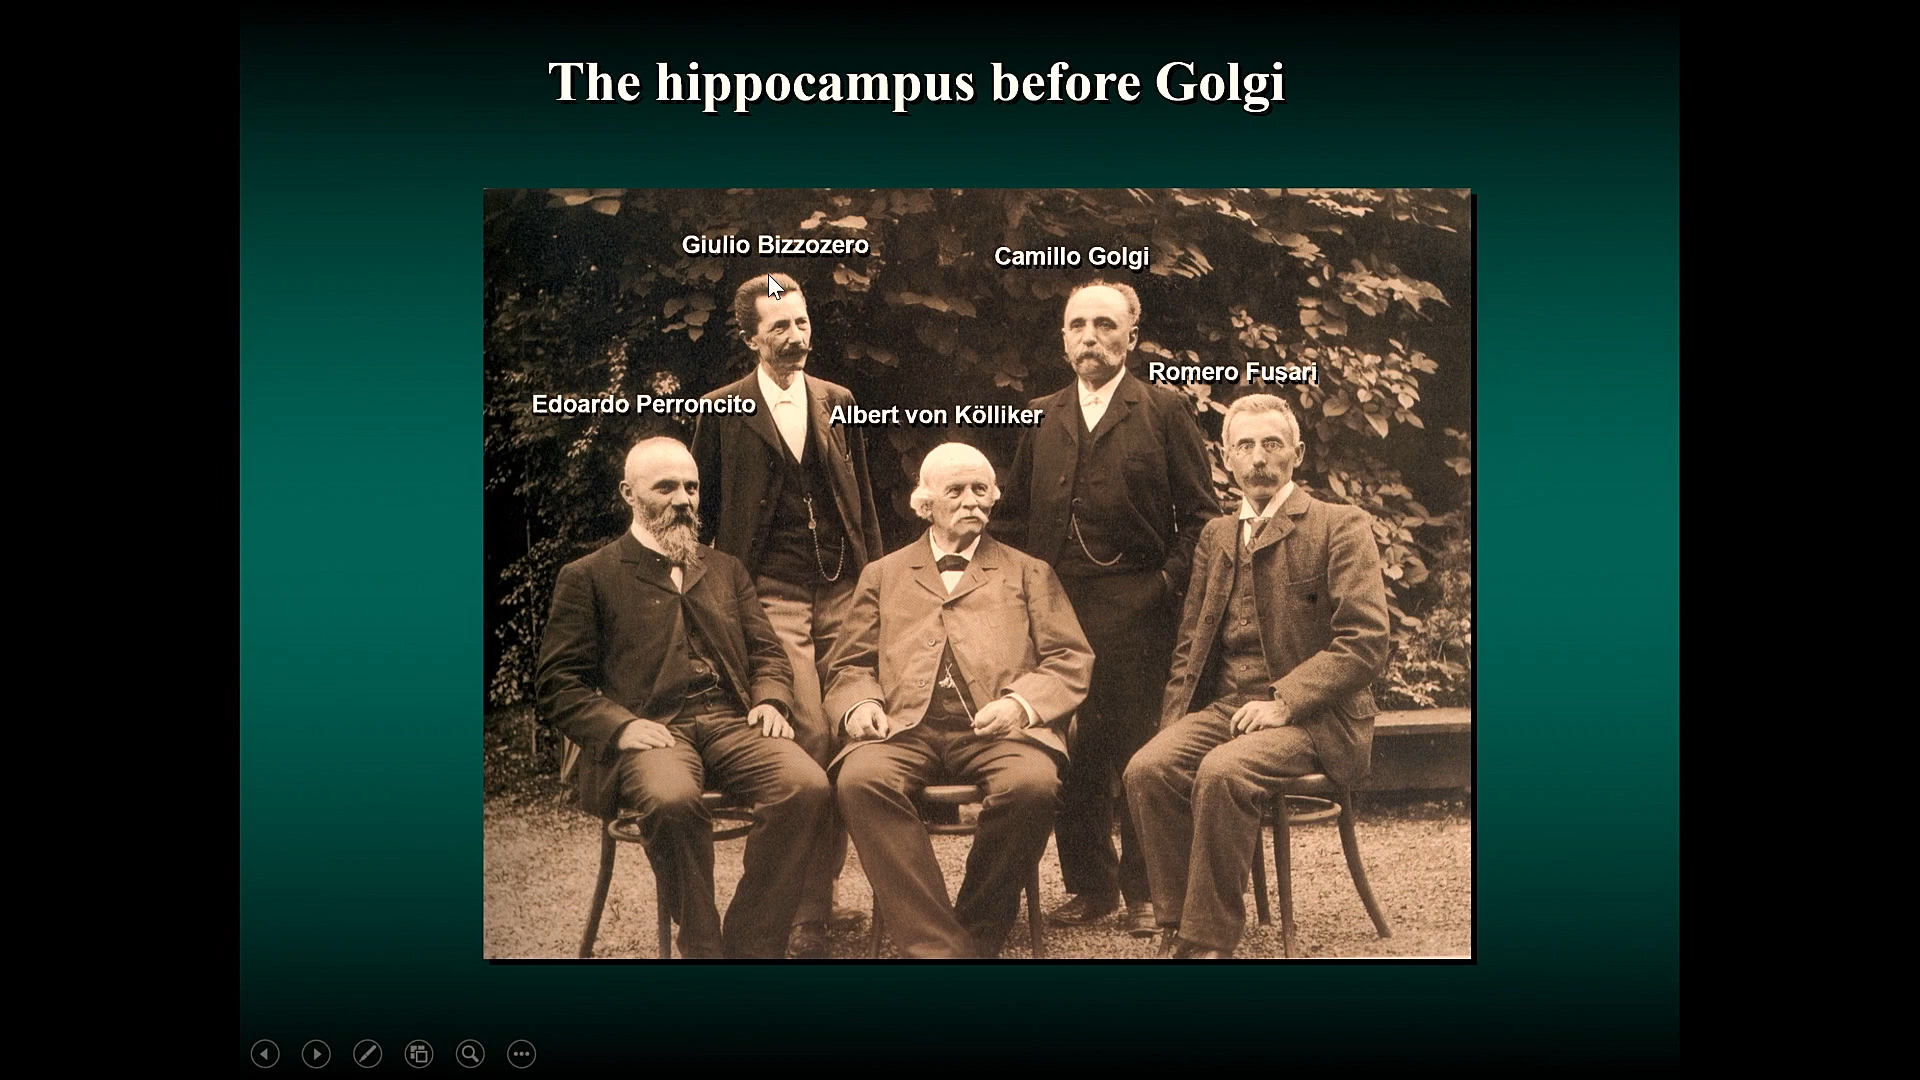 The hippocampus before Golgi
Giulio Bizzozero
Camillo Golgi
Romero Fusari
Edoardo Perroncito
Albert von Kölliker